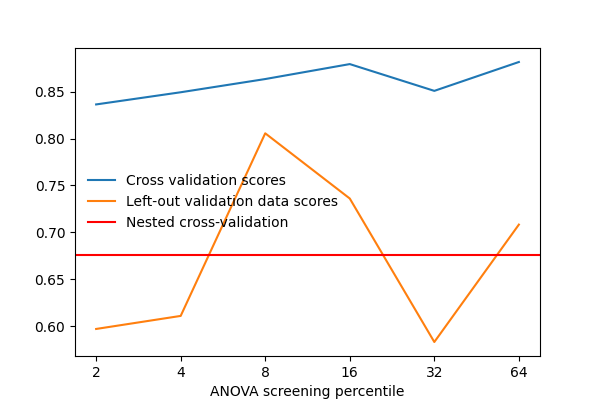 0.85
0.80
0.75
0.70
0.65
0.60
Cross validation scores
Left-out validation data scores
Nested cross-validation
2 4 8 16 32 64
ANOVA screening percentile